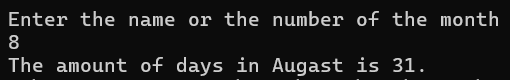 Enter the name or the number of the month
8
The amount of days in Augast is 31.